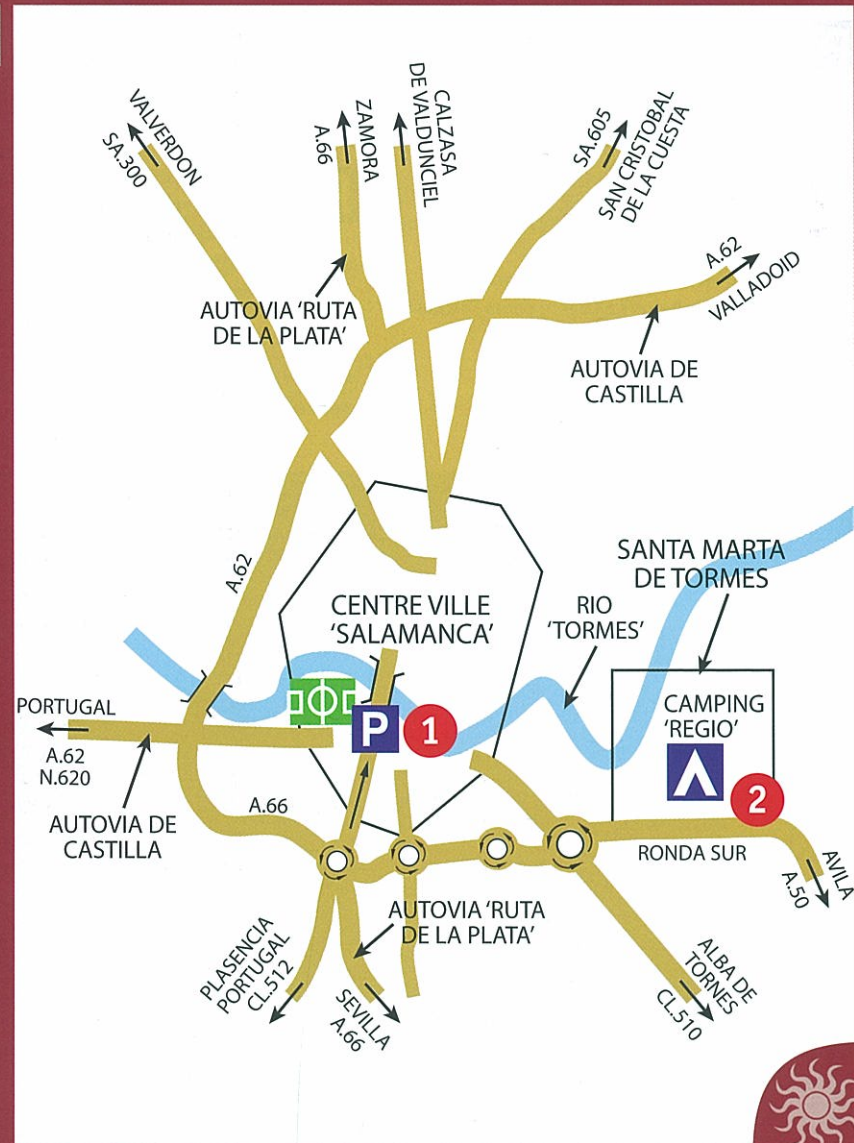 VALVERDON
SA.300
ZAMORA
A.66
CALZASA
DE VALDUNCIEL
SA.605
SAN CRISTOBAL
DE LA CUESTA
A.62
VALLADOID
AUTOVIA 'RUTA
DE LA PLATA'
AUTOVIA DE
CASTILLA
A.62
SANTA MARTA
DE TORMES
CENTRE VILLE
'SALAMANCA'
RIO
'TORMES'
PORTUGAL
A.62
N.620
P
1
CAMPING
'REGIO'
2
AUTOVIA DE
CASTILLA
A.66
RONDA SUR
AVILA
A.50
AUTOVIA 'RUTA
DE LA PLATA'
PLASENCIA
PORTUGAL
CL.512
SEVILLA
A.66
ALBA DE
TORNES
CL.510